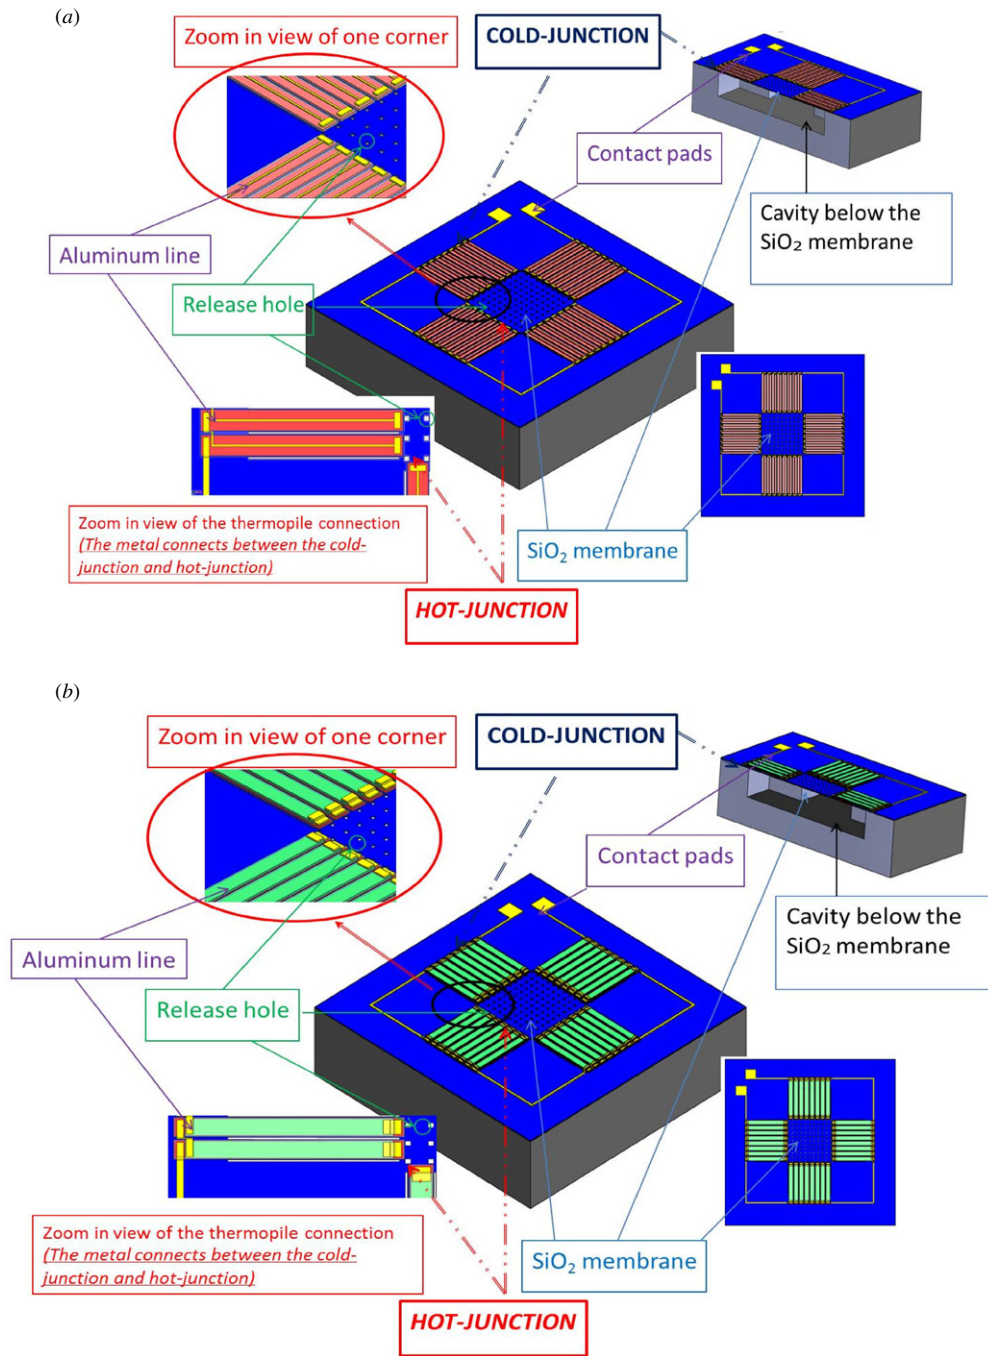 (a)
Zoom in view of one corner
COLD-JUNCTION
Contact pads
Cavity below the
SiO₂ membrane
Aluminum line
Release hole
Zoom in view of the thermopile connection
(The metal connects between the cold-
junction and hot-junction)
SiO₂ membrane
HOT-JUNCTION
(b)
Zoom in view of one corner
COLD-JUNCTION
Contact pads
Cavity below the
SiO₂ membrane
Aluminum line
Release hole
Zoom in view of the thermopile connection
(The metal connects between the cold-
junction and hot-junction)
SiO₂ membrane
HOT-JUNCTION